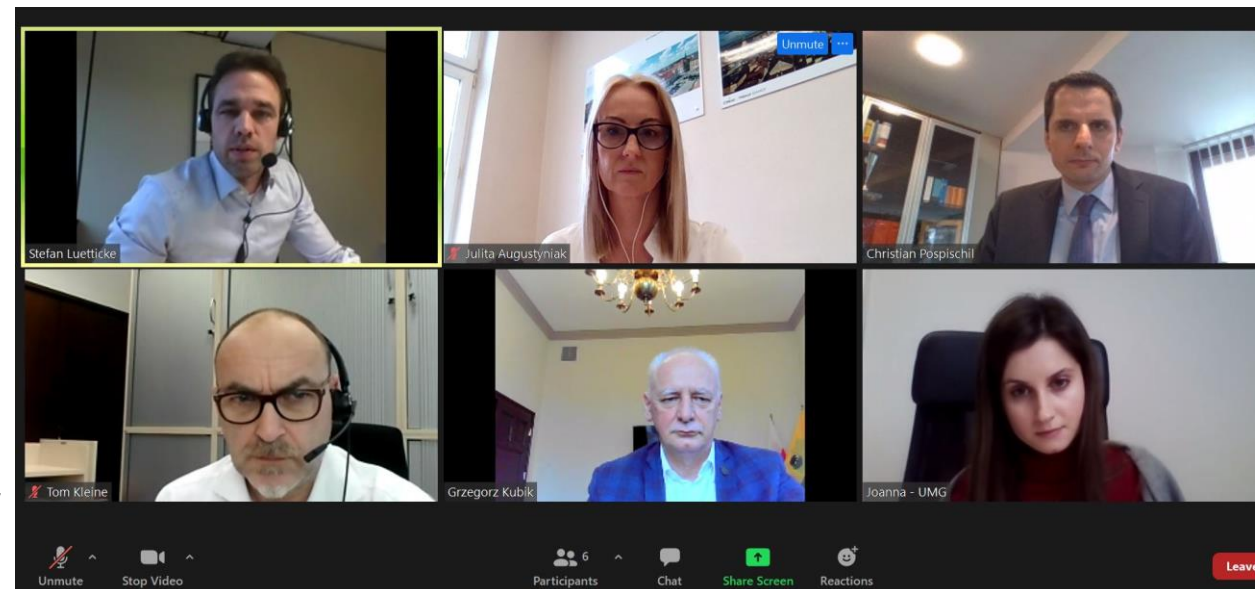 Unmute ...
Stefan Luetticke
Julita Augustyniak
Christian Pospischil
Tom Kleine
Grzegorz Kubik
Joanna - UMG
Unmute
Stop Video
6
Participants
Chat
Share Screen
Reactions
Leave